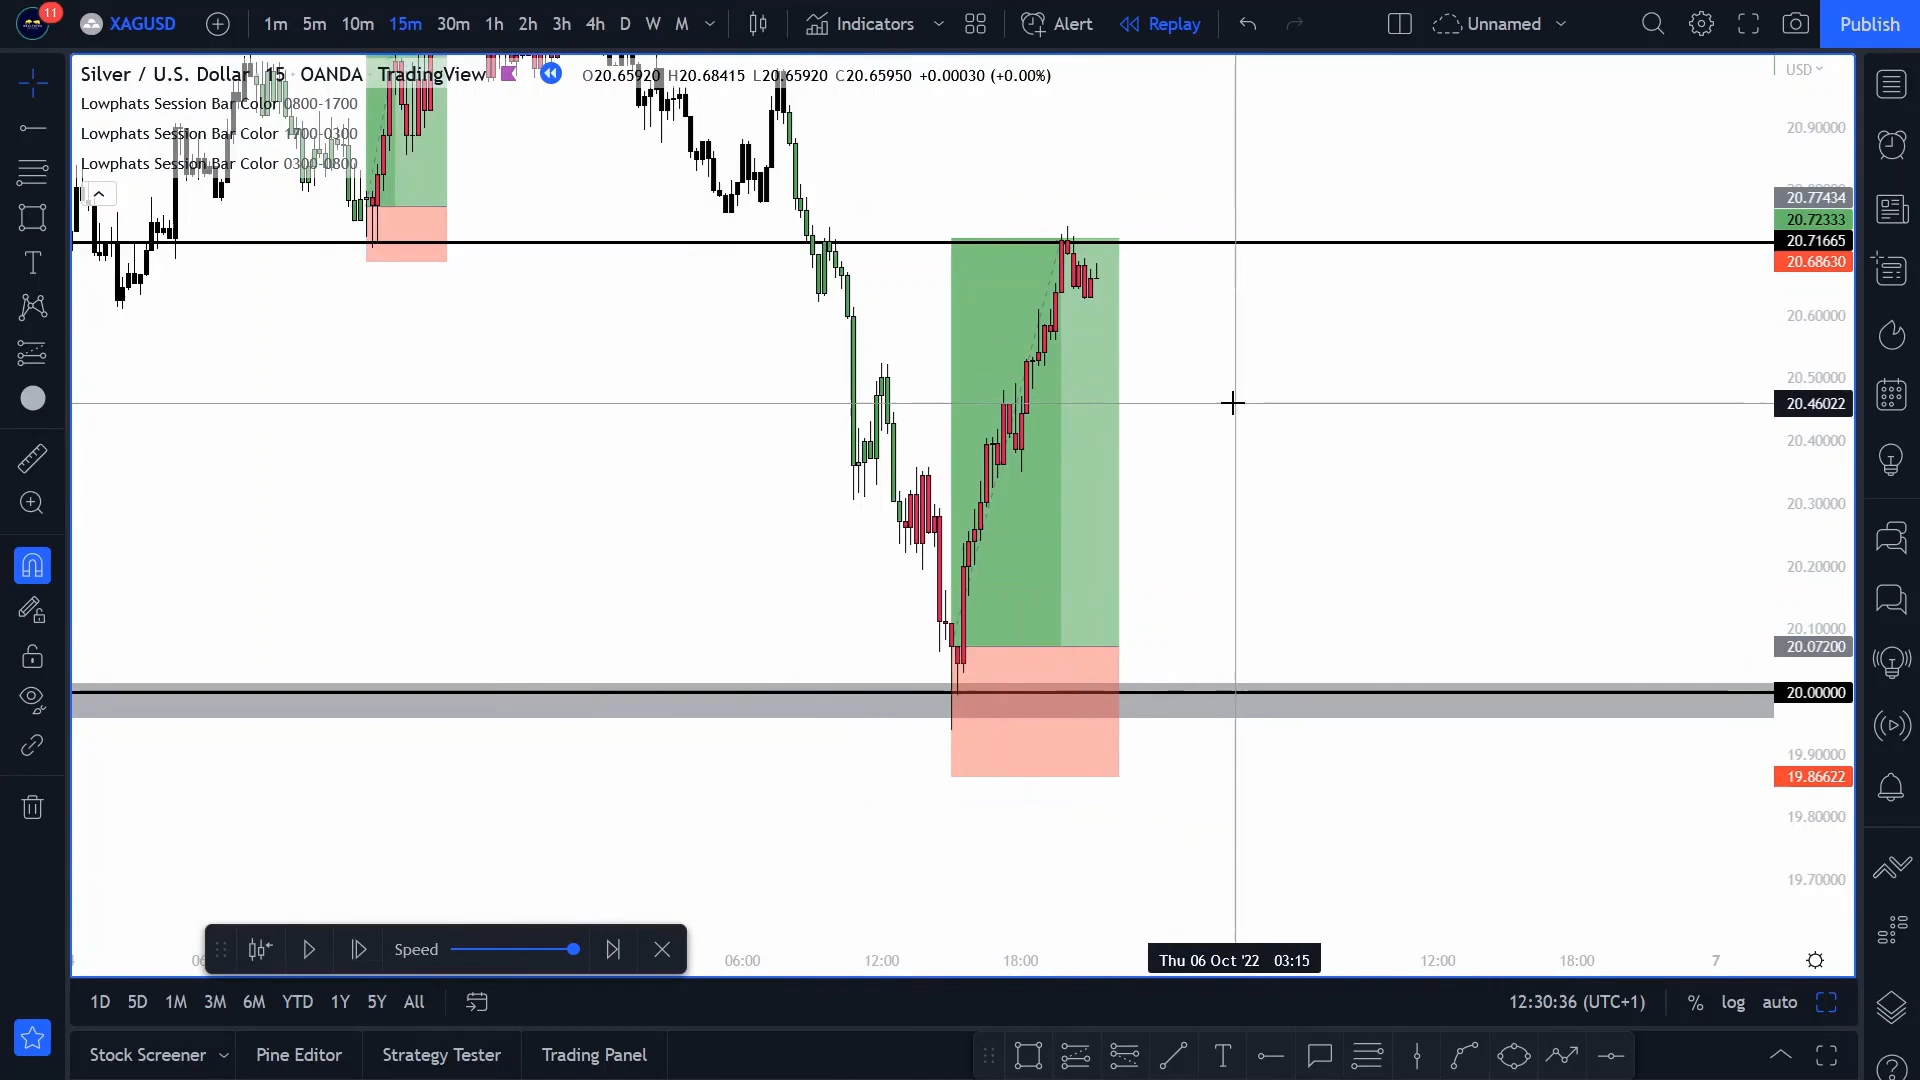 11
XAGUSD
1m 5m 10m 15m 30m 1h 2h 3h 4h D W M
Indicators
Alert
Replay
Unnamed
Publish
Silver / U.S. Dollar 15 OANDA TradingView
O20.65920 H20.68415 L20.65920 C20.65950 +0.00030 (+0.00%)
USD
Lowphats Session Bar Color 0800-1700
Lowphats Session Bar Color 1700-0300
Lowphats Session Bar Color 0300-0800
20.90000
20.77434
20.72333
20.71665
20.68630
20.60000
20.50000
20.46022
20.40000
20.30000
20.20000
20.10000
20.07200
20.00000
19.90000
19.86622
19.80000
19.70000
Speed
06:00 12:00 18:00
Thu 06 Oct '22 03:15
12:00 18:00 7
1D 5D 1M 3M 6M YTD 1Y 5Y All
12:30:36 (UTC+1)
% log auto
Stock Screener
Pine Editor
Strategy Tester
Trading Panel